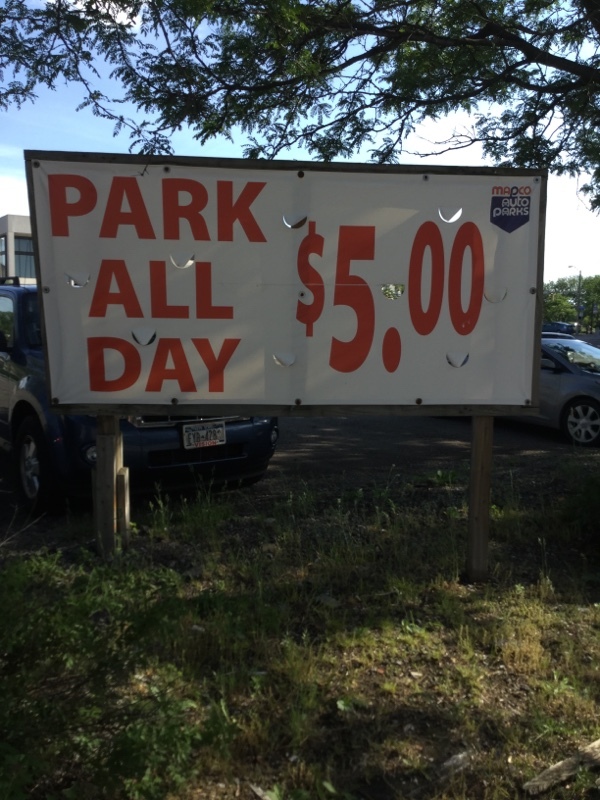 PARK
ALL
DAY
$5.00
mapco
auto
parks